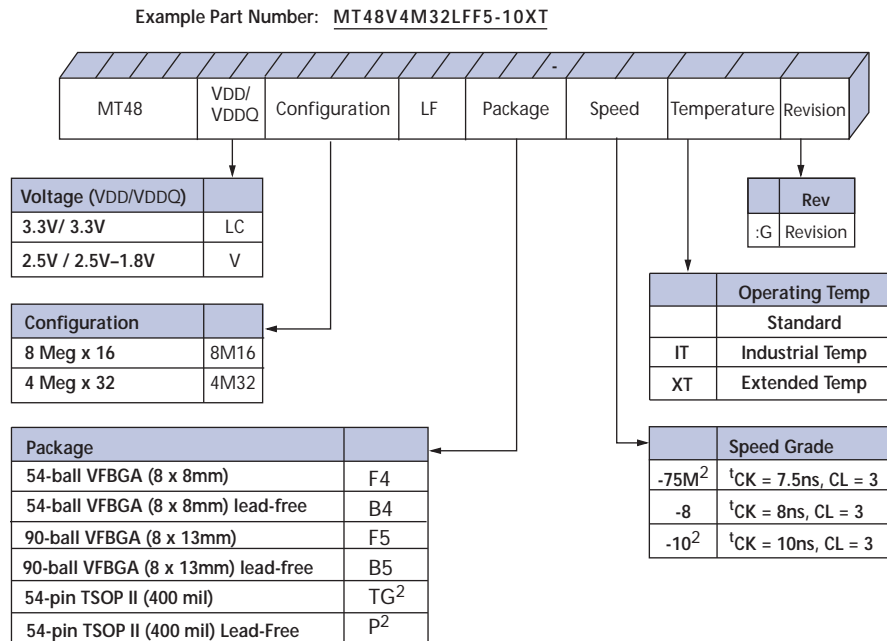 Example Part Number: MT48V4M32LFF5-10XT
-
MT48
VDD/
VDDQ
Configuration
LF
Package
Speed
Temperature
Revision
Voltage (VDD/VDDQ)
3.3V/ 3.3V LC
2.5V / 2.5V–1.8V V
Rev
:G Revision
Configuration
8 Meg x 16 8M16
4 Meg x 32 4M32
Operating Temp
Standard
IT Industrial Temp
XT Extended Temp
Package
54-ball VFBGA (8 x 8mm) F4
54-ball VFBGA (8 x 8mm) lead-free B4
90-ball VFBGA (8 x 13mm) F5
90-ball VFBGA (8 x 13mm) lead-free B5
54-pin TSOP II (400 mil) TG2
54-pin TSOP II (400 mil) Lead-Free P2
Speed Grade
-75M2 tCK = 7.5ns, CL = 3
-8 tCK = 8ns, CL = 3
-102 tCK = 10ns, CL = 3